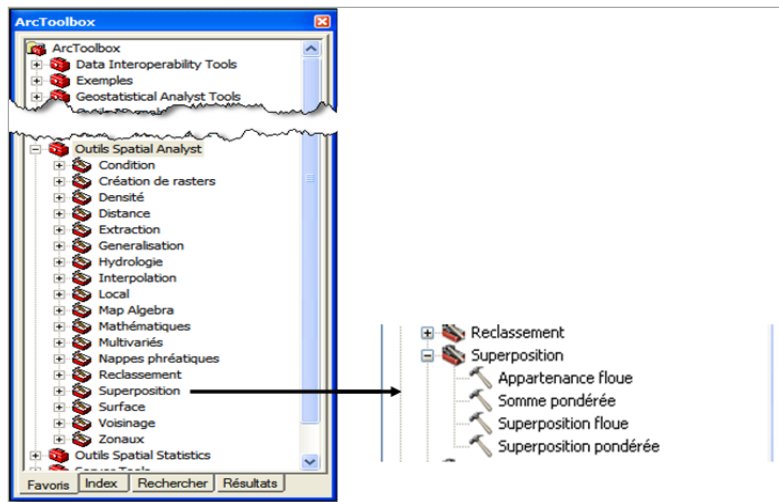 ArcToolbox
ArcToolbox
Data Interoperability Tools
Exemples
Geostatistical Analyst Tools
Outils Spatial Analyst
Condition
Création de rasters
Densité
Distance
Extraction
Generalisation
Hydrologie
Interpolation
Local
Map Algebra
Mathématiques
Multivariés
Nappes phréatiques
Reclassement
Superposition
Surface
Voisinage
Zonaux
Outils Spatial Statistics
Favoris Index Rechercher Résultats
Reclassement
Superposition
Appartenance floue
Somme pondérée
Superposition floue
Superposition pondérée